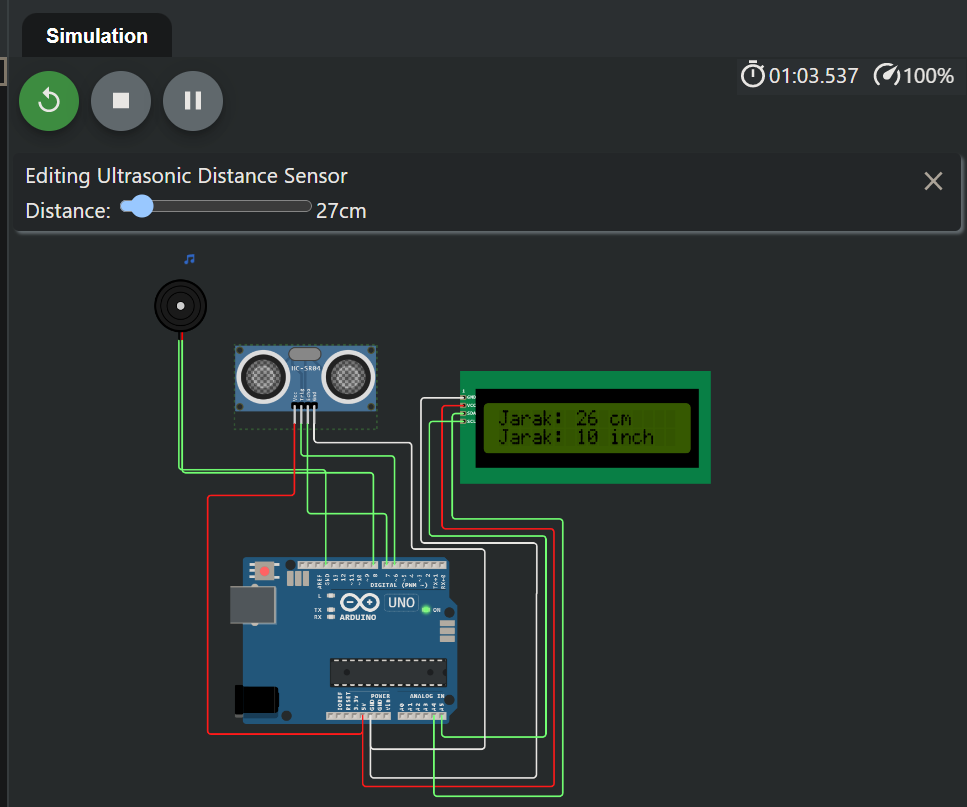 Simulation
01:03.537
100%
Editing Ultrasonic Distance Sensor
Distance:
27cm
HC-SR04
Vcc
Trig
Echo
Gnd
1
GND
VCC
SDA
SCL
Jarak: 26 cm
Jarak: 10 inch
AREF
GND
13
12
~11
~10
~9
8
7
~6
~5
4
~3
2
TX→1
RX←0
DIGITAL (PWM ~)
L
TX
RX
UNO
ON
ARDUINO
IOREF
RESET
3.3V
5V
GND
GND
Vin
POWER
ANALOG IN
A0
A1
A2
A3
A4
A5